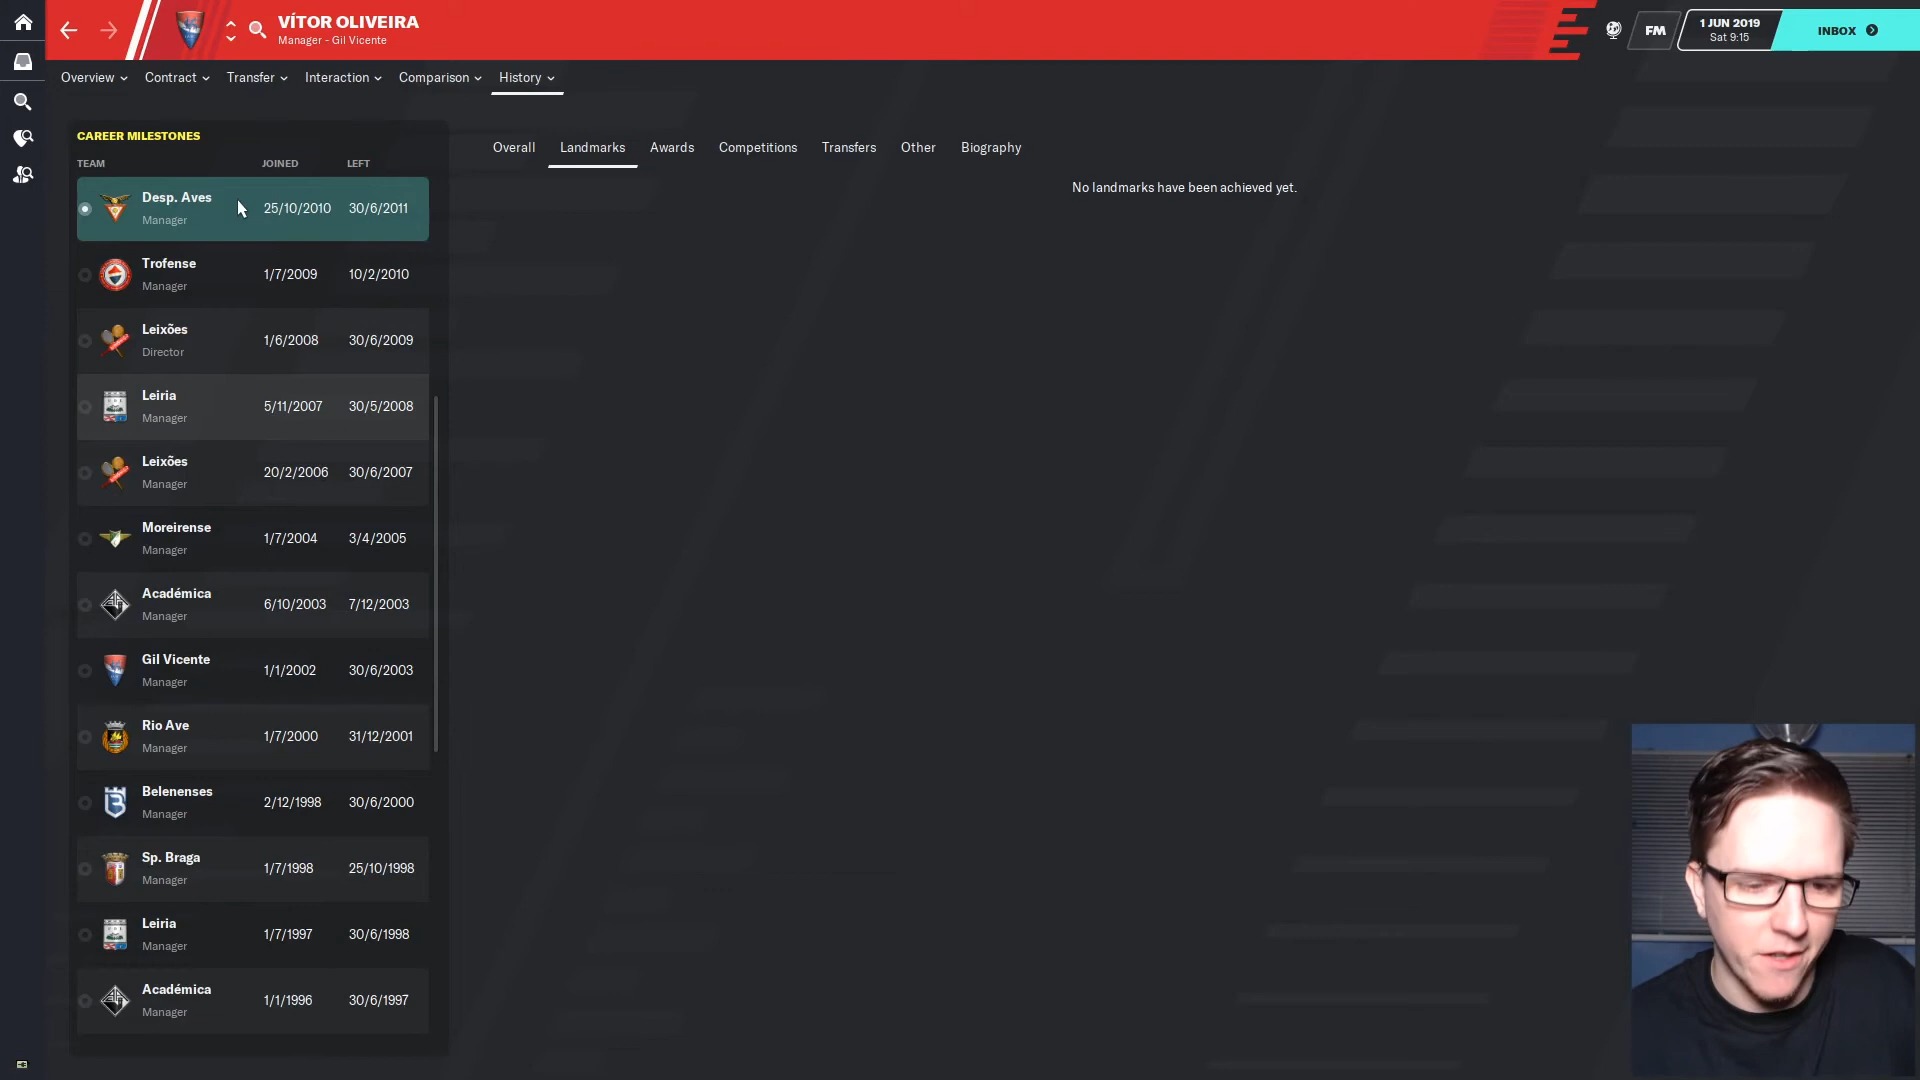 VÍTOR OLIVEIRA
Manager - Gil Vicente
FM
1 JUN 2019
Sat 9:15
INBOX
Overview
Contract
Transfer
Interaction
Comparison
History
CAREER MILESTONES
TEAM JOINED LEFT
Desp. Aves
Manager
25/10/2010 30/6/2011
Trofense
Manager
1/7/2009 10/2/2010
Leixões
Director
1/6/2008 30/6/2009
Leiria
Manager
5/11/2007 30/5/2008
Leixões
Manager
20/2/2006 30/6/2007
Moreirense
Manager
1/7/2004 3/4/2005
Académica
Manager
6/10/2003 7/12/2003
Gil Vicente
Manager
1/1/2002 30/6/2003
Rio Ave
Manager
1/7/2000 31/12/2001
Belenenses
Manager
2/12/1998 30/6/2000
Sp. Braga
Manager
1/7/1998 25/10/1998
Leiria
Manager
1/7/1997 30/6/1998
Académica
Manager
1/1/1996 30/6/1997
Overall Landmarks Awards Competitions Transfers Other Biography
No landmarks have been achieved yet.